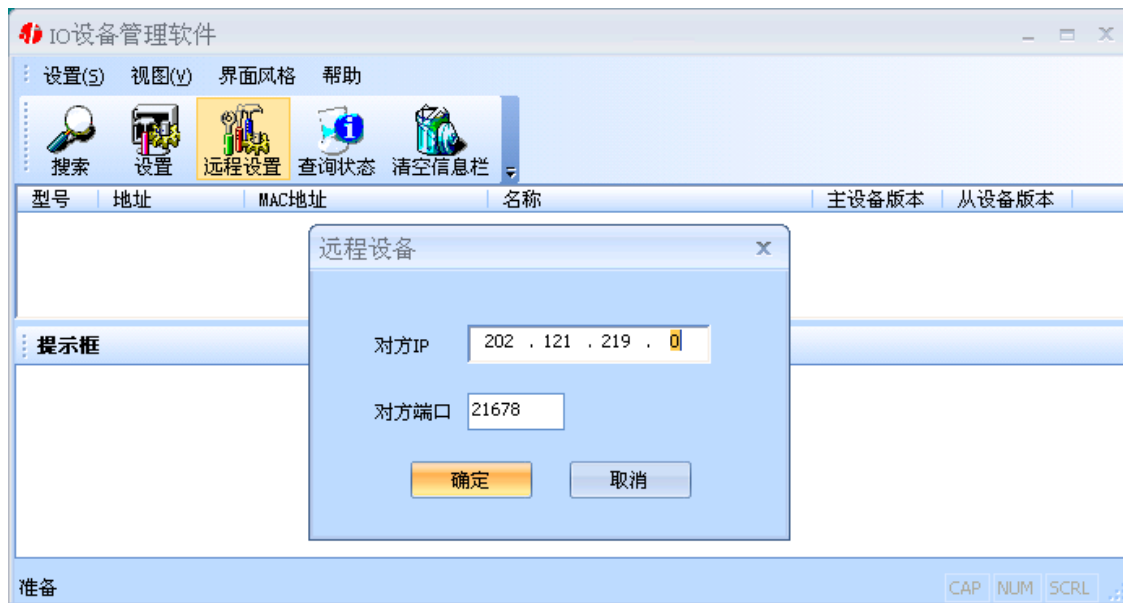 IO设备管理软件
设置(S) 视图(V) 界面风格 帮助
搜索 设置 远程设置 查询状态 清空信息栏
型号 地址 MAC地址 名称 主设备版本 从设备版本
远程设备
对方IP 202 . 121 . 219 . 0
提示框
对方端口 21678
确定 取消
准备 CAP NUM SCRL